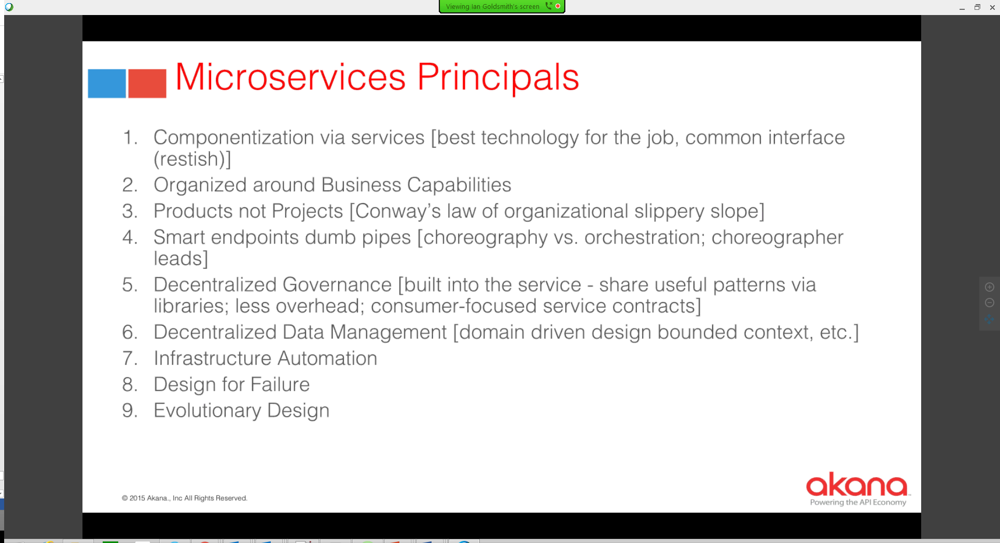 Viewing Ian Goldsmith's screen
Microservices Principals
1. Componentization via services [best technology for the job, common interface
(restish)]
2. Organized around Business Capabilities
3. Products not Projects [Conway’s law of organizational slippery slope]
4. Smart endpoints dumb pipes [choreography vs. orchestration; choreographer
leads]
5. Decentralized Governance [built into the service - share useful patterns via
libraries; less overhead; consumer-focused service contracts]
6. Decentralized Data Management [domain driven design bounded context, etc.]
7. Infrastructure Automation
8. Design for Failure
9. Evolutionary Design
akana™
Powering the API Economy
© 2015 Akana., Inc All Rights Reserved.